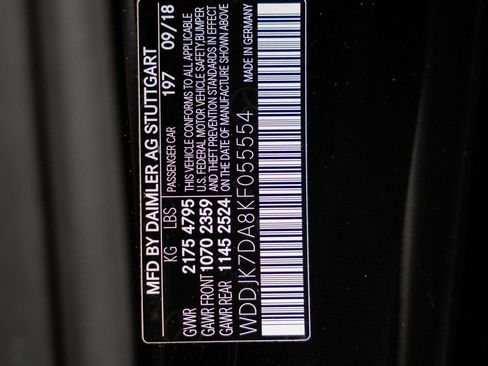 MFD BY DAIMLER AG STUTTGART
KG LBS PASSENGER CAR 197 09/18
GVWR 2175 4795 THIS VEHICLE CONFORMS TO ALL APPLICABLE
GAWR FRONT 1070 2359 U.S. FEDERAL MOTOR VEHICLE SAFETY, BUMPER
AND THEFT PREVENTION STANDARDS IN EFFECT
GAWR REAR 1145 2524 ON THE DATE OF MANUFACTURE SHOWN ABOVE
WDDJK7DA8KF055554 MADE IN GERMANY